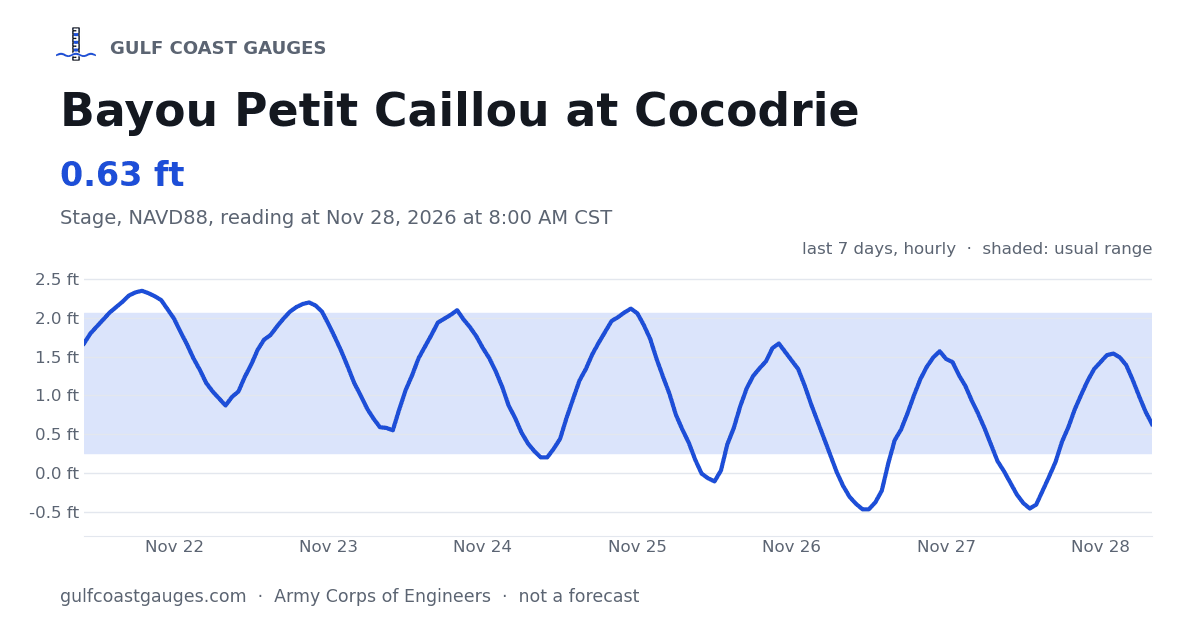 GULF COAST GAUGES
Bayou Petit Caillou at Cocodrie
0.63 ft
Stage, NAVD88, reading at Nov 28, 2026 at 8:00 AM CST
last 7 days, hourly · shaded: usual range
2.5 ft
2.0 ft
1.5 ft
1.0 ft
0.5 ft
0.0 ft
-0.5 ft
Nov 22 Nov 23 Nov 24 Nov 25 Nov 26 Nov 27 Nov 28
gulfcoastgauges.com · Army Corps of Engineers · not a forecast